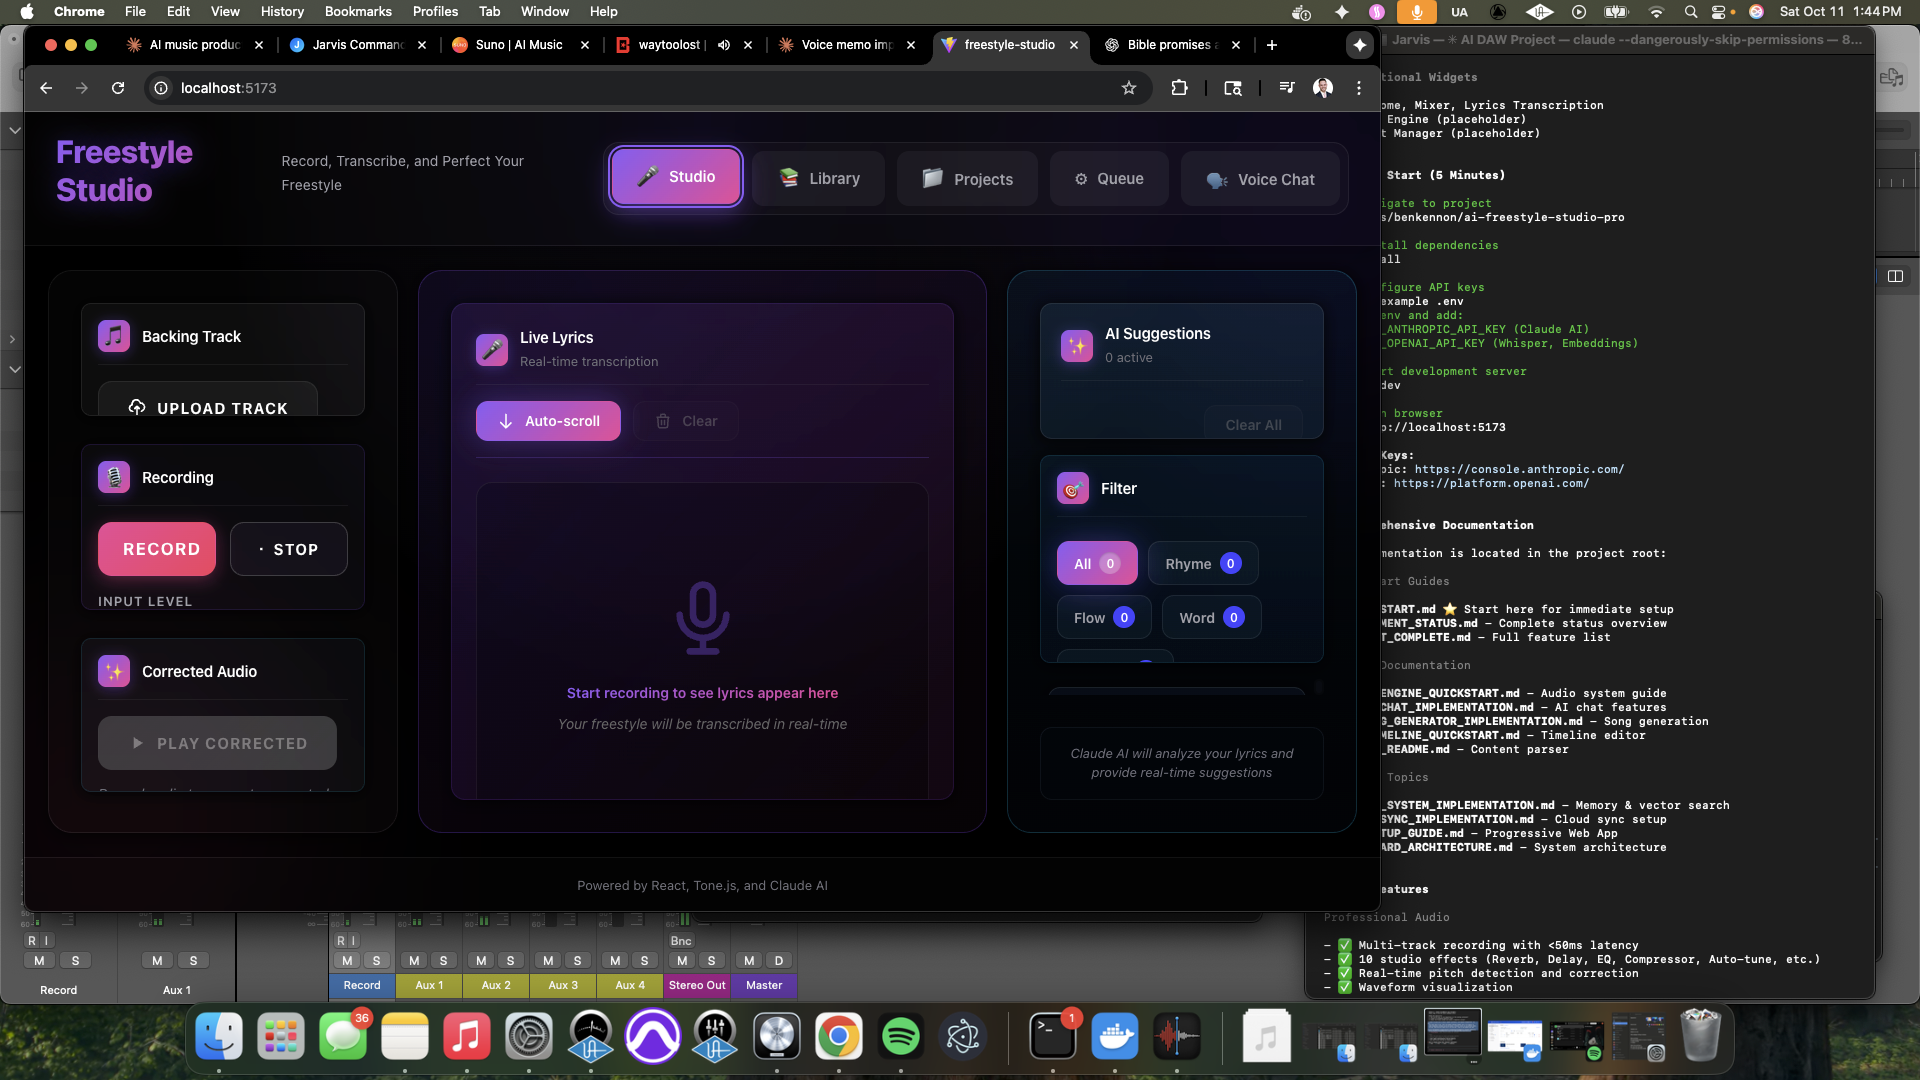 Chrome File Edit View History Bookmarks Profiles Tab Window Help
UA Sat Oct 11 1:44 PM
AI music produc
Jarvis Comman
Suno | AI Music
waytoolost |
Voice memo imp
freestyle-studio
Bible promises a
Jarvis — ✳ AI DAW Project — claude --dangerously-skip-permissions — 8...
localhost:5173
Freestyle
Studio
Record, Transcribe, and Perfect Your
Freestyle
Studio
Library
Projects
Queue
Voice Chat
Backing Track
UPLOAD TRACK
Recording
RECORD
STOP
INPUT LEVEL
Corrected Audio
PLAY CORRECTED
Live Lyrics
Real-time transcription
Auto-scroll
Clear
Start recording to see lyrics appear here
Your freestyle will be transcribed in real-time
AI Suggestions
0 active
Clear All
Filter
All 0
Rhyme 0
Flow 0
Word 0
Claude AI will analyze your lyrics and
provide real-time suggestions
Powered by React, Tone.js, and Claude AI
tional Widgets
ome, Mixer, Lyrics Transcription
Engine (placeholder)
t Manager (placeholder)
Start (5 Minutes)
igate to project
s/benkennon/ai-freestyle-studio-pro
tall dependencies
all
figure API keys
example .env
env and add:
_ANTHROPIC_API_KEY (Claude AI)
_OPENAI_API_KEY (Whisper, Embeddings)
rt development server
dev
n browser
p://localhost:5173
Keys:
pic: https://console.anthropic.com/
: https://platform.openai.com/
ehensive Documentation
mentation is located in the project root:
art Guides
START.md ⭐ Start here for immediate setup
MENT_STATUS.md – Complete status overview
T_COMPLETE.md – Full feature list
Documentation
ENGINE_QUICKSTART.md – Audio system guide
CHAT_IMPLEMENTATION.md – AI chat features
G_GENERATOR_IMPLEMENTATION.md – Song generation
MELINE_QUICKSTART.md – Timeline editor
_README.md – Content parser
Topics
_SYSTEM_IMPLEMENTATION.md – Memory & vector search
SYNC_IMPLEMENTATION.md – Cloud sync setup
TUP_GUIDE.md – Progressive Web App
ARD_ARCHITECTURE.md – System architecture
eatures
Professional Audio
– ✅ Multi-track recording with <50ms latency
– ✅ 10 studio effects (Reverb, Delay, EQ, Compressor, Auto-tune, etc.)
– ✅ Real-time pitch detection and correction
– ✅ Waveform visualization
R I
R I
Bnc
M S
M S
M S
M S
M S
M S
M S
M S
M D
Record
Aux 1
Record
Aux 1
Aux 2
Aux 3
Aux 4
Stereo Out
Master
36
1